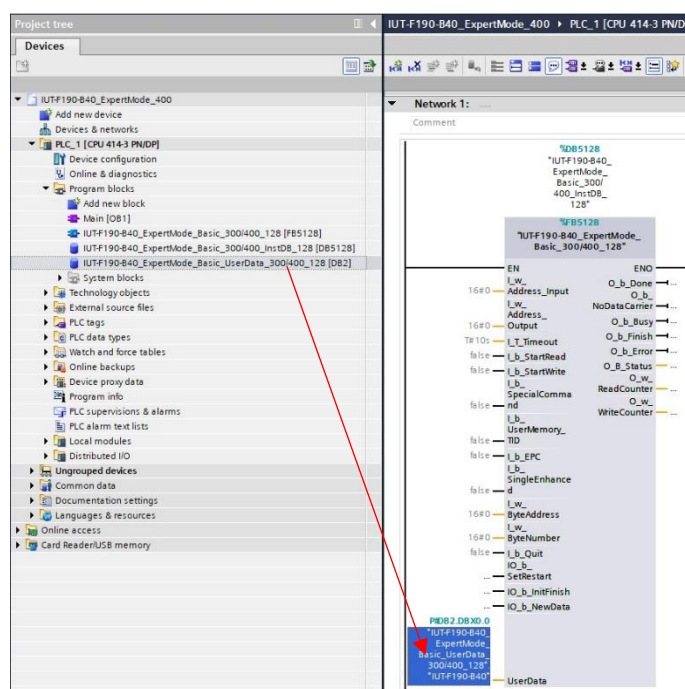 Project tree
Devices
IUT-F190-B40_ExpertMode_400
Add new device
Devices & networks
PLC_1 [CPU 414-3 PN/DP]
Device configuration
Online & diagnostics
Program blocks
Add new block
Main [OB1]
IUT-F190-B40_ExpertMode_Basic_300/400_128 [FB5128]
IUT-F190-B40_ExpertMode_Basic_300/400_InstDB_128 [DB5128]
IUT-F190-B40_ExpertMode_Basic_UserData_300/400_128 [DB2]
System blocks
Technology objects
External source files
PLC tags
PLC data types
Watch and force tables
Online backups
Device proxy data
Program info
PLC supervisions & alarms
PLC alarm text lists
Local modules
Distributed I/O
Ungrouped devices
Common data
Documentation settings
Languages & resources
Online access
Card Reader/USB memory
IUT-F190-B40_ExpertMode_400 PLC_1 [CPU 414-3 PN/D
Network 1: .....
Comment
%DB5128
"IUT-F190-B40_
ExpertMode_
Basic_300/
400_InstDB_
128"
%FB5128
"IUT-F190-B40_ExpertMode_
Basic_300/400_128"
EN ENO
I_w_
16#0 Address_Input
I_w_
Address_
16#0 Output
T#10s I_T_Timeout
false I_b_StartRead
false I_b_StartWrite
I_b_
SpecialComma
false nd
I_b_
UserMemory_
false TID
false I_b_EPC
I_b_
SingleEnhance
false d
I_w_
16#0 ByteAddress
I_w_
16#0 ByteNumber
false I_b_Quit
IO_b_
... SetRestart
... IO_b_InitFinish
... IO_b_NewData
O_b_Done
O_b_
NoDataCarrier
O_b_Busy
O_b_Finish
O_b_Error
O_B_Status
O_w_
ReadCounter
O_w_
WriteCounter
P#DB2.DBX0.0
"IUT-F190-B40_
ExpertMode_
Basic_UserData_
300/400_128"
"IUT-F190-B40" UserData